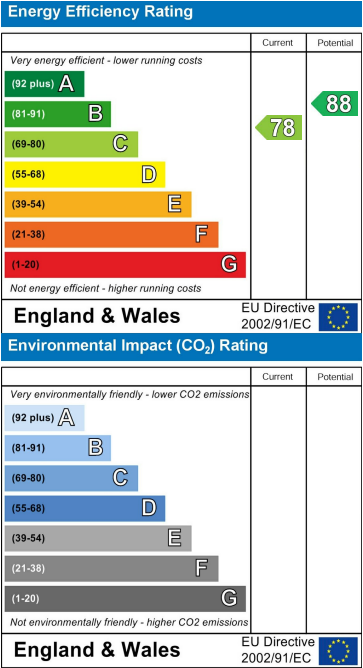 Energy Efficiency Rating
Current Potential
Very energy efficient - lower running costs
(92 plus) A
(81-91) B
(69-80) C
(55-68) D
(39-54) E
(21-38) F
(1-20) G
78
88
Not energy efficient - higher running costs
England & Wales
EU Directive
2002/91/EC
Environmental Impact (CO₂) Rating
Current Potential
Very environmentally friendly - lower CO2 emissions
(92 plus) A
(81-91) B
(69-80) C
(55-68) D
(39-54) E
(21-38) F
(1-20) G
Not environmentally friendly - higher CO2 emissions
England & Wales
EU Directive
2002/91/EC